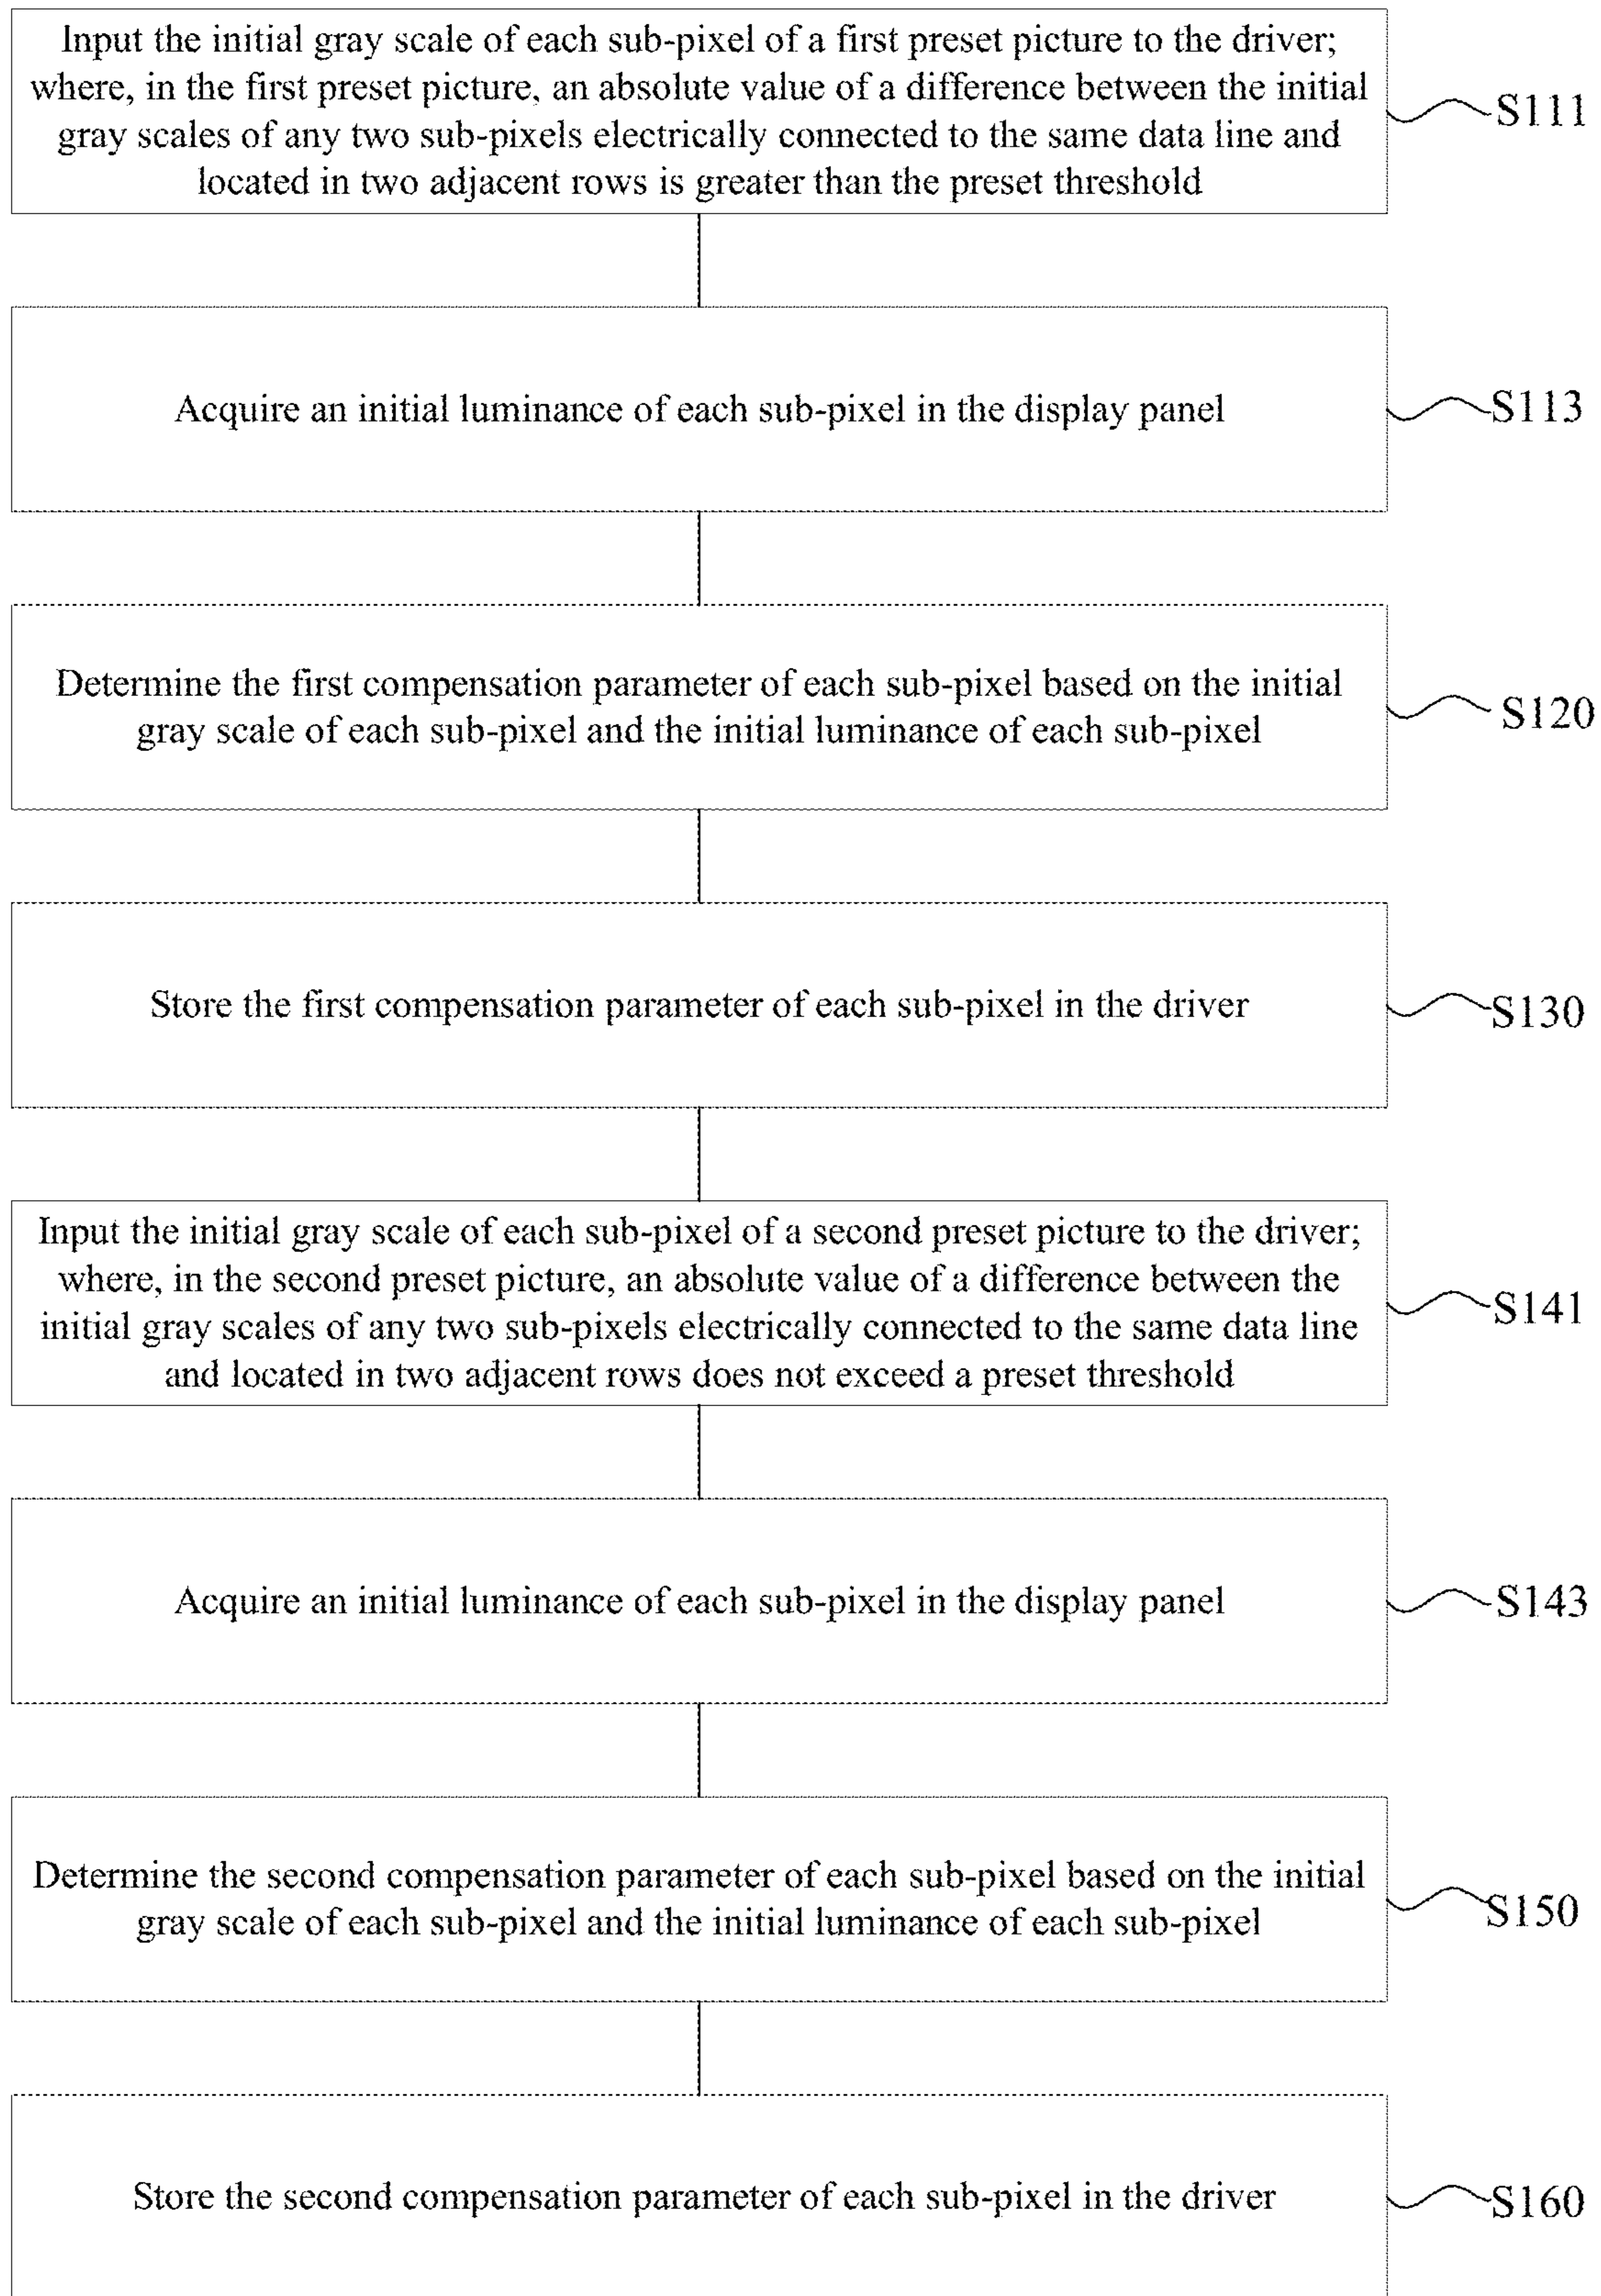 Input the initial gray scale of each sub-pixel of a first preset picture to the driver;
where, in the first preset picture, an absolute value of a difference between the initial
gray scales of any two sub-pixels electrically connected to the same data line and
located in two adjacent rows is greater than the preset threshold
S111
Acquire an initial luminance of each sub-pixel in the display panel
S113
Determine the first compensation parameter of each sub-pixel based on the initial
gray scale of each sub-pixel and the initial luminance of each sub-pixel
S120
Store the first compensation parameter of each sub-pixel in the driver
S130
Input the initial gray scale of each sub-pixel of a second preset picture to the driver;
where, in the second preset picture, an absolute value of a difference between the
initial gray scales of any two sub-pixels electrically connected to the same data line
and located in two adjacent rows does not exceed a preset threshold
S141
Acquire an initial luminance of each sub-pixel in the display panel
S143
Determine the second compensation parameter of each sub-pixel based on the initial
gray scale of each sub-pixel and the initial luminance of each sub-pixel
S150
Store the second compensation parameter of each sub-pixel in the driver
S160